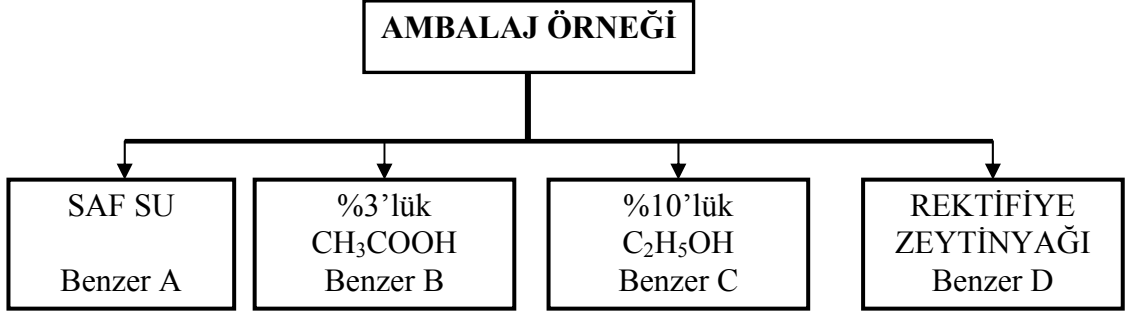 AMBALAJ ÖRNEĞİ
SAF SU
Benzer A
%3’lük
CH₃COOH
Benzer B
%10’lük
C₂H₅OH
Benzer C
REKTİFİYE
ZEYTİNYAĞI
Benzer D